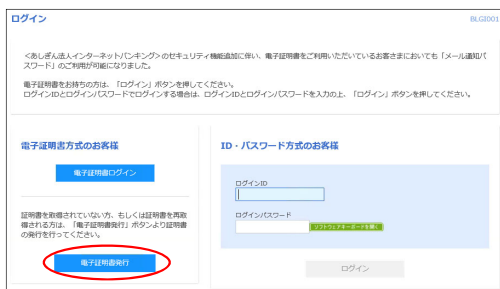 ログイン
BLGI001
＜あしぎん法人インターネットバンキング＞のセキュリティ機能追加に伴い、電子証明書をご利用いただいているお客さまにおいても「メール通知パ
スワード」のご利用が可能になりました。
電子証明書をお持ちの方は、「ログイン」ボタンを押してください。
ログインIDとログインパスワードでログインする場合は、ログインIDとログインパスワードを入力の上、「ログイン」ボタンを押してください。
電子証明書方式のお客様
電子証明書ログイン
証明書を取得されていない方、もしくは証明書を再取
得される方は、「電子証明書発行」ボタンより証明書
の発行を行ってください。
電子証明書発行
ID・パスワード方式のお客様
ログインID
ログインパスワード
ソフトウェアキーボードを開く
ログイン